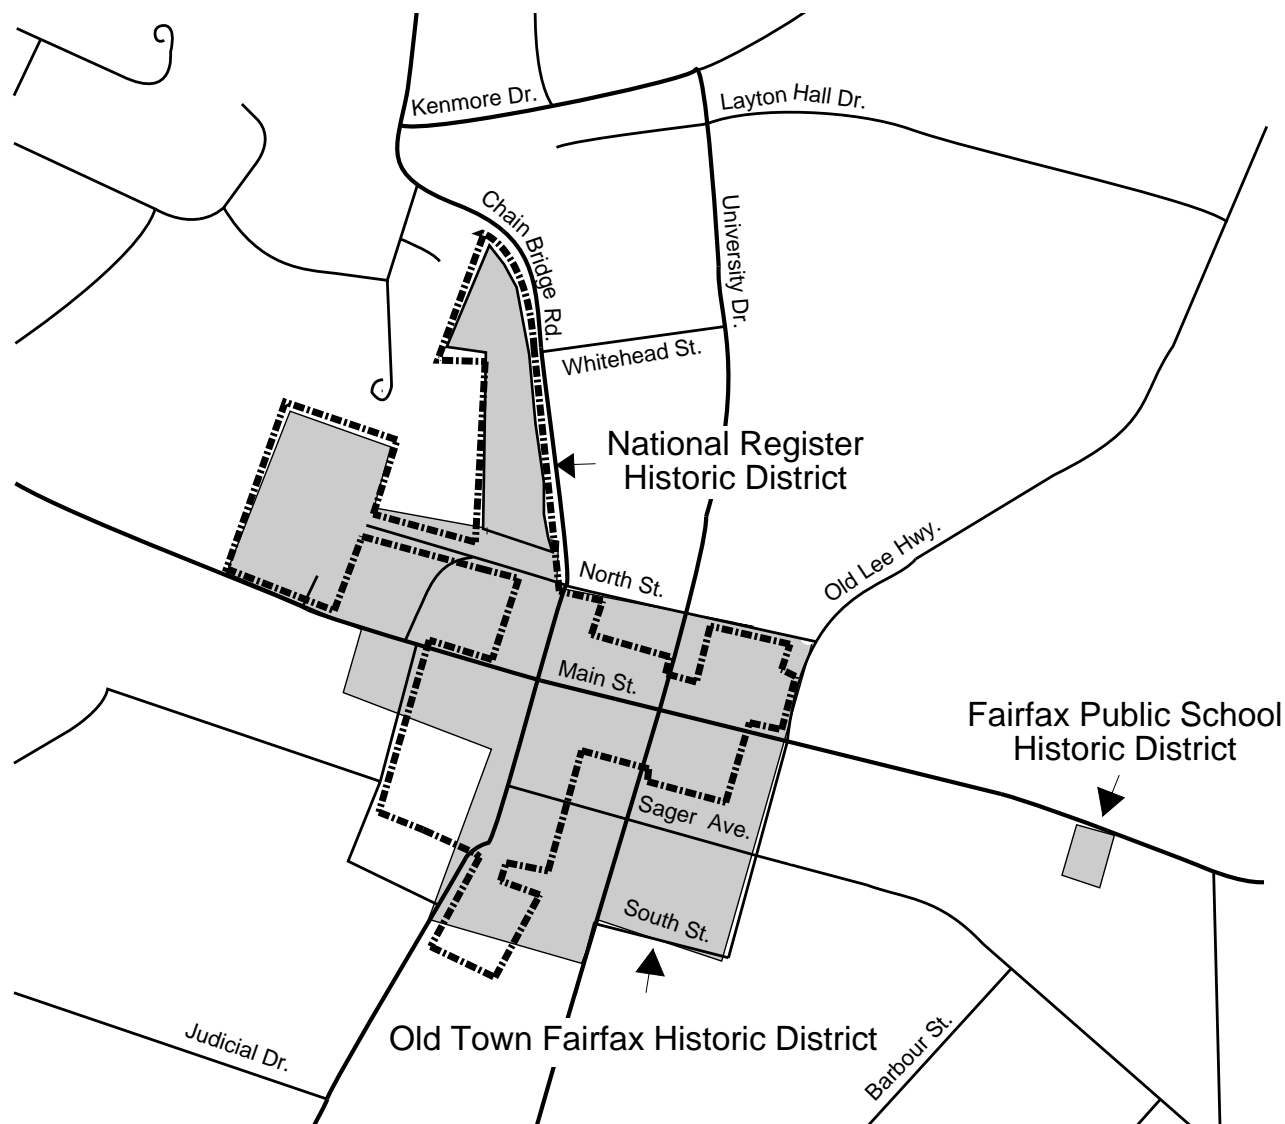 Kenmore Dr.
Layton Hall Dr.
Chain Bridge Rd.
University Dr.
Whitehead St.
National Register
Historic District
Old Lee Hwy.
North St.
Main St.
Fairfax Public School
Historic District
Sager Ave.
South St.
Old Town Fairfax Historic District
Judicial Dr.
Barbour St.